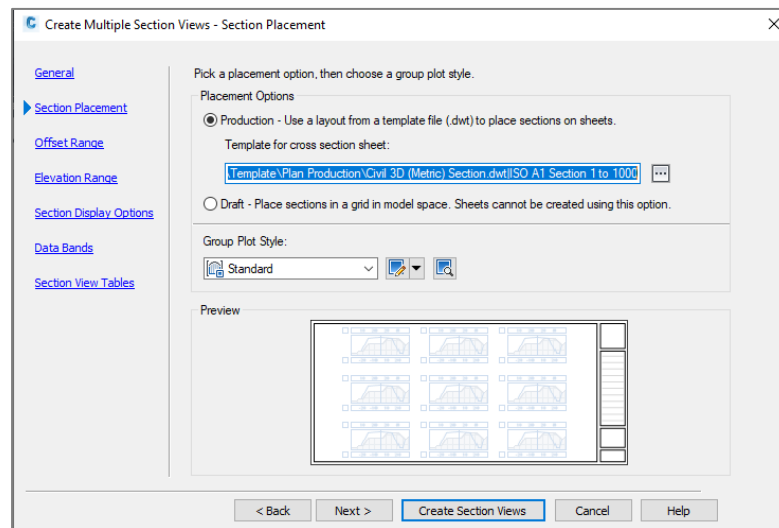 Create Multiple Section Views - Section Placement
General
Section Placement
Offset Range
Elevation Range
Section Display Options
Data Bands
Section View Tables
Pick a placement option, then choose a group plot style.
Placement Options
Production - Use a layout from a template file (.dwt) to place sections on sheets.
Template for cross section sheet:
\Template\Plan Production\Civil 3D (Metric) Section.dwt|ISO A1 Section 1 to 1000
...
Draft - Place sections in a grid in model space. Sheets cannot be created using this option.
Group Plot Style:
Standard
Preview
< Back
Next >
Create Section Views
Cancel
Help